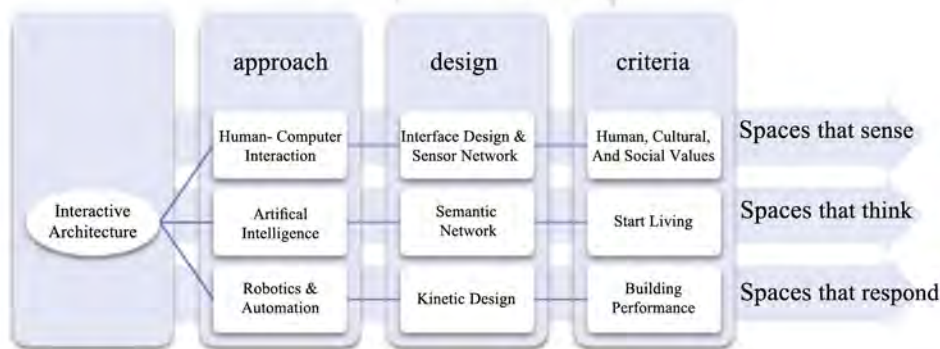 approach
design
criteria
Human- Computer
Interaction
Interface Design &
Sensor Network
Human, Cultural,
And Social Values
Spaces that sense
Interactive
Architecture
Artifical
Intelligence
Semantic
Network
Start Living
Spaces that think
Robotics &
Automation
Kinetic Design
Building
Performance
Spaces that respond